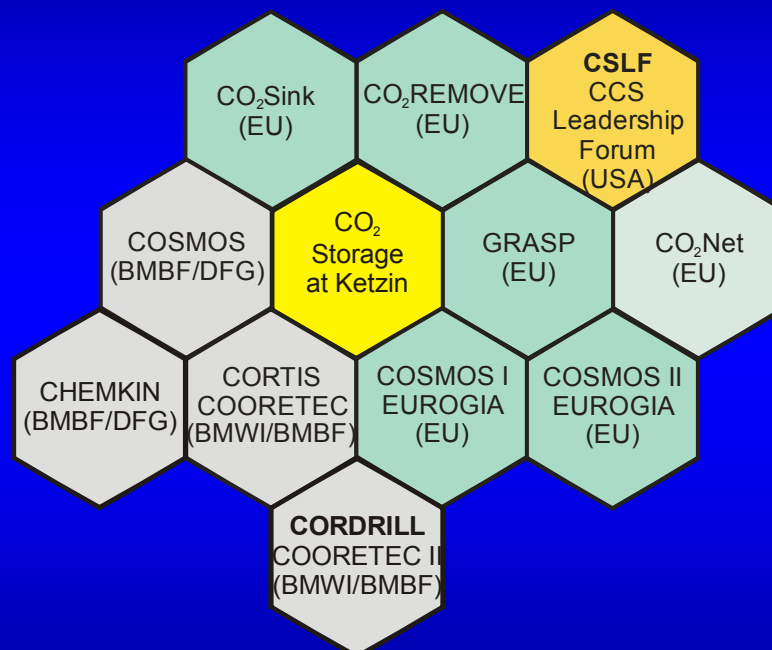 CO₂Sink
(EU)
CO₂REMOVE
(EU)
CSLF
CCS
Leadership
Forum
(USA)
COSMOS
(BMBF/DFG)
CO₂
Storage
at Ketzin
GRASP
(EU)
CO₂Net
(EU)
CHEMKIN
(BMBF/DFG)
CORTIS
COORETEC
(BMWI/BMBF)
COSMOS I
EUROGIA
(EU)
COSMOS II
EUROGIA
(EU)
CORDRILL
COORETEC II
(BMWI/BMBF)